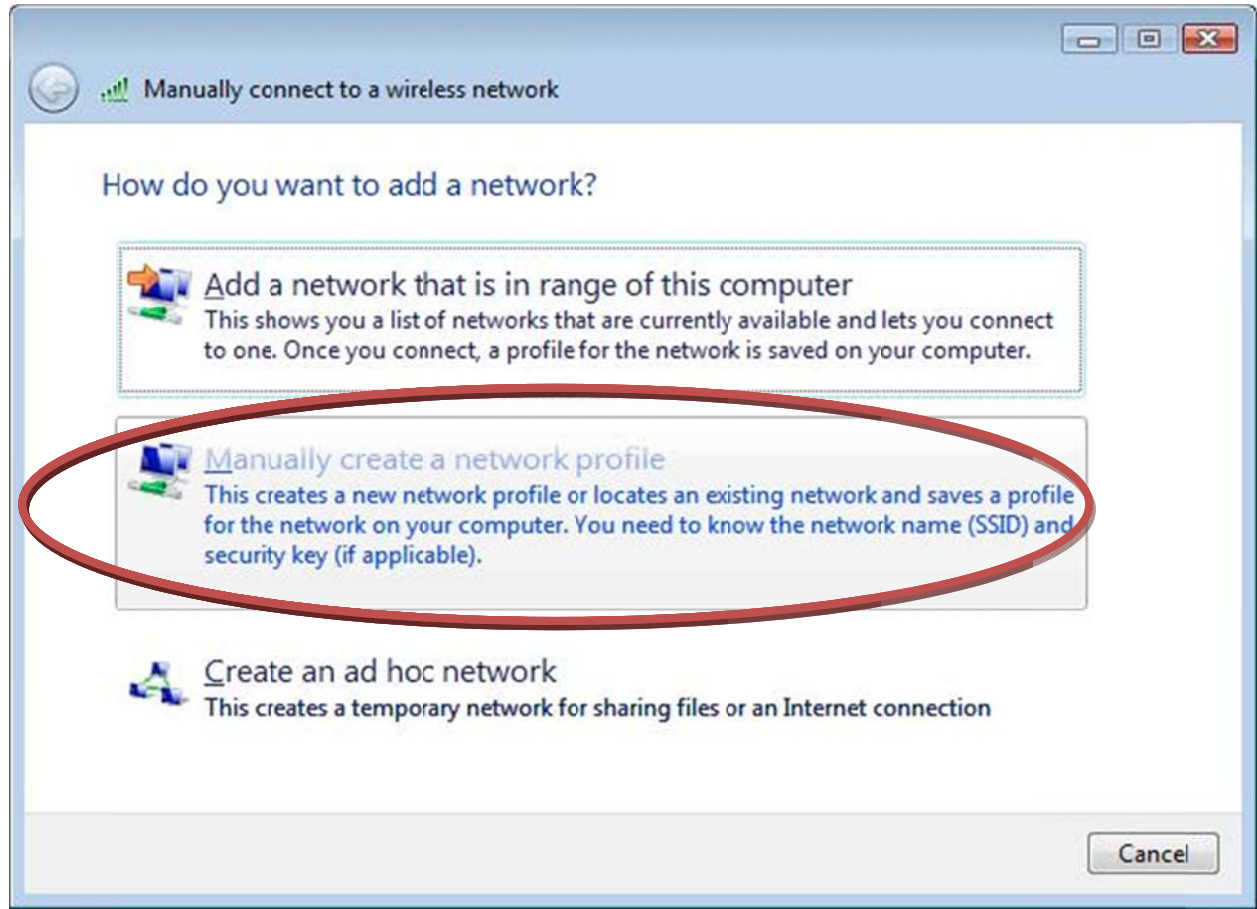 Manually connect to a wireless network
How do you want to add a network?
Add a network that is in range of this computer
This shows you a list of networks that are currently available and lets you connect
to one. Once you connect, a profile for the network is saved on your computer.
Manually create a network profile
This creates a new network profile or locates an existing network and saves a profile
for the network on your computer. You need to know the network name (SSID) and
security key (if applicable).
Create an ad hoc network
This creates a temporary network for sharing files or an Internet connection
Cancel